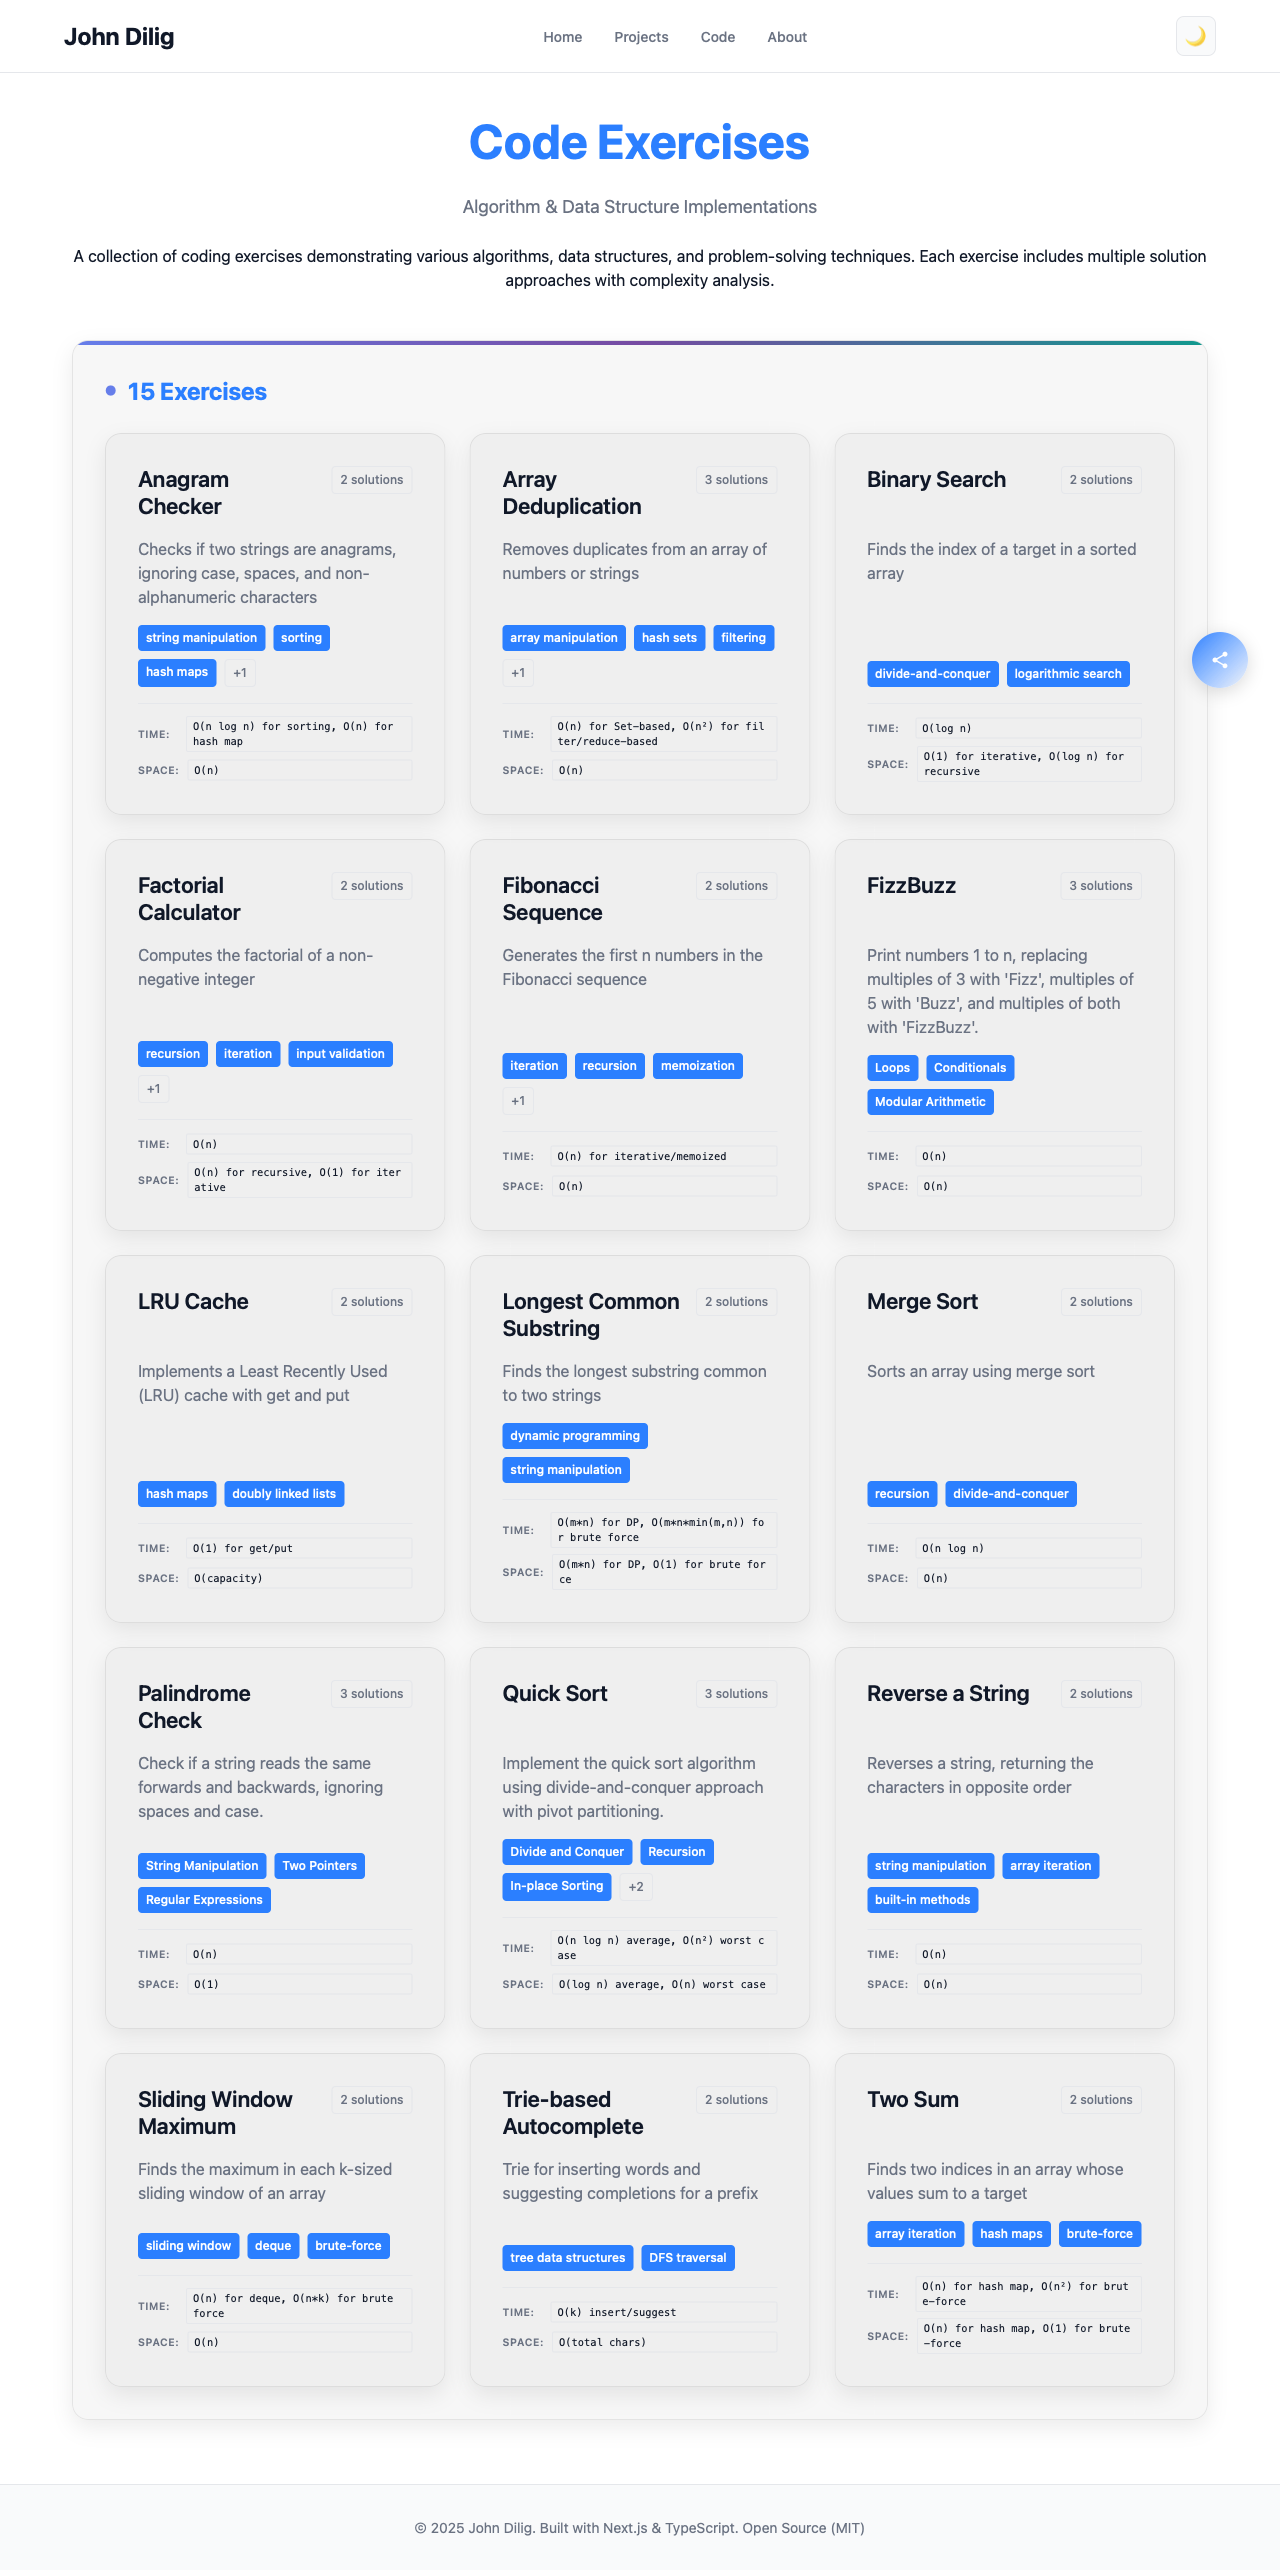 John Dilig
Home
Projects
Code
About
Code Exercises
Algorithm & Data Structure Implementations
A collection of coding exercises demonstrating various algorithms, data structures, and problem-solving techniques. Each exercise includes multiple solution
approaches with complexity analysis.
15 Exercises
Anagram
Checker
2 solutions
Checks if two strings are anagrams,
ignoring case, spaces, and non-
alphanumeric characters
string manipulation
sorting
hash maps
+1
TIME:
O(n log n) for sorting, O(n) for
hash map
SPACE:
O(n)
Array
Deduplication
3 solutions
Removes duplicates from an array of
numbers or strings
array manipulation
hash sets
filtering
+1
TIME:
O(n) for Set-based, O(n²) for fil
ter/reduce-based
SPACE:
O(n)
Binary Search
2 solutions
Finds the index of a target in a sorted
array
divide-and-conquer
logarithmic search
TIME:
O(log n)
SPACE:
O(1) for iterative, O(log n) for
recursive
Factorial
Calculator
2 solutions
Computes the factorial of a non-
negative integer
recursion
iteration
input validation
+1
TIME:
O(n)
SPACE:
O(n) for recursive, O(1) for iter
ative
Fibonacci
Sequence
2 solutions
Generates the first n numbers in the
Fibonacci sequence
iteration
recursion
memoization
+1
TIME:
O(n) for iterative/memoized
SPACE:
O(n)
FizzBuzz
3 solutions
Print numbers 1 to n, replacing
multiples of 3 with 'Fizz', multiples of
5 with 'Buzz', and multiples of both
with 'FizzBuzz'.
Loops
Conditionals
Modular Arithmetic
TIME:
O(n)
SPACE:
O(n)
LRU Cache
2 solutions
Implements a Least Recently Used
(LRU) cache with get and put
hash maps
doubly linked lists
TIME:
O(1) for get/put
SPACE:
O(capacity)
Longest Common
Substring
2 solutions
Finds the longest substring common
to two strings
dynamic programming
string manipulation
TIME:
O(m*n) for DP, O(m*n*min(m,n)) fo
r brute force
SPACE:
O(m*n) for DP, O(1) for brute for
ce
Merge Sort
2 solutions
Sorts an array using merge sort
recursion
divide-and-conquer
TIME:
O(n log n)
SPACE:
O(n)
Palindrome
Check
3 solutions
Check if a string reads the same
forwards and backwards, ignoring
spaces and case.
String Manipulation
Two Pointers
Regular Expressions
TIME:
O(n)
SPACE:
O(1)
Quick Sort
3 solutions
Implement the quick sort algorithm
using divide-and-conquer approach
with pivot partitioning.
Divide and Conquer
Recursion
In-place Sorting
+2
TIME:
O(n log n) average, O(n²) worst c
ase
SPACE:
O(log n) average, O(n) worst case
Reverse a String
2 solutions
Reverses a string, returning the
characters in opposite order
string manipulation
array iteration
built-in methods
TIME:
O(n)
SPACE:
O(n)
Sliding Window
Maximum
2 solutions
Finds the maximum in each k-sized
sliding window of an array
sliding window
deque
brute-force
TIME:
O(n) for deque, O(n*k) for brute
force
SPACE:
O(n)
Trie-based
Autocomplete
2 solutions
Trie for inserting words and
suggesting completions for a prefix
tree data structures
DFS traversal
TIME:
O(k) insert/suggest
SPACE:
O(total chars)
Two Sum
2 solutions
Finds two indices in an array whose
values sum to a target
array iteration
hash maps
brute-force
TIME:
O(n) for hash map, O(n²) for brut
e-force
SPACE:
O(n) for hash map, O(1) for brute
-force
© 2025 John Dilig. Built with Next.js & TypeScript. Open Source (MIT)